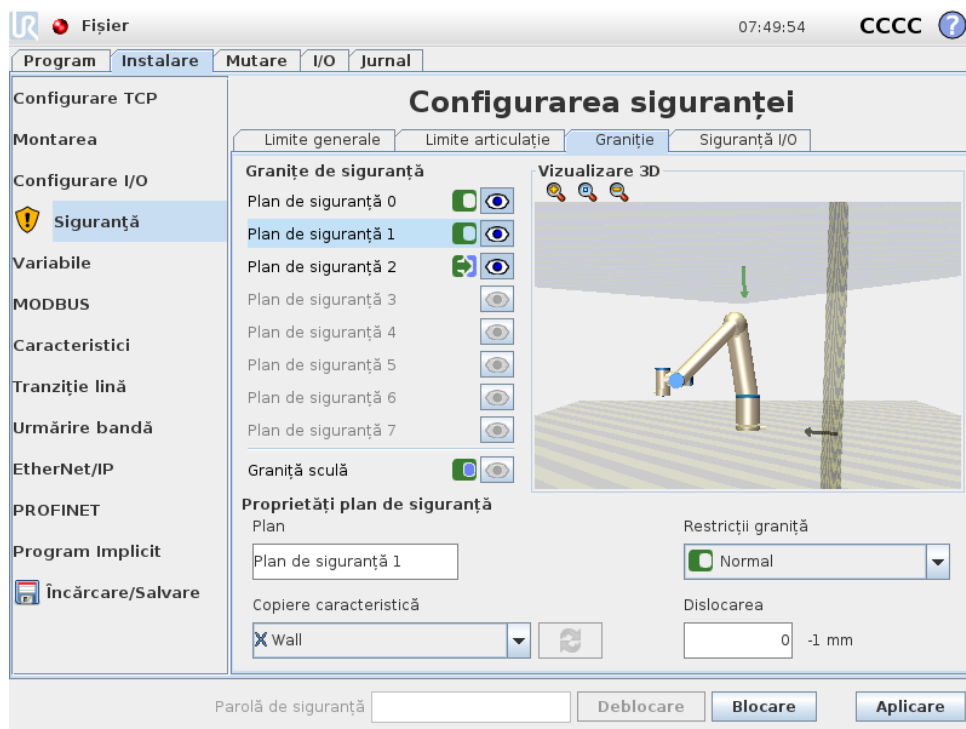 UR Fișier 07:49:54 CCCC ?
Program Instalare Mutare I/O Jurnal
Configurare TCP
Montarea
Configurare I/O
Siguranță
Variabile
MODBUS
Caracteristici
Tranziție lină
Urmărire bandă
EtherNet/IP
PROFINET
Program Implicit
Încărcare/Salvare
Configurarea siguranței
Limite generale Limite articulație Graniție Siguranță I/O
Granițe de siguranță
Plan de siguranță 0
Plan de siguranță 1
Plan de siguranță 2
Plan de siguranță 3
Plan de siguranță 4
Plan de siguranță 5
Plan de siguranță 6
Plan de siguranță 7
Graniță sculă
Vizualizare 3D
Proprietăți plan de siguranță
Plan
Plan de siguranță 1
Restricții graniță
Normal
Copiere caracteristică
Wall
Dislocarea
0 -1 mm
Parolă de siguranță Deblocare Blocare Aplicare